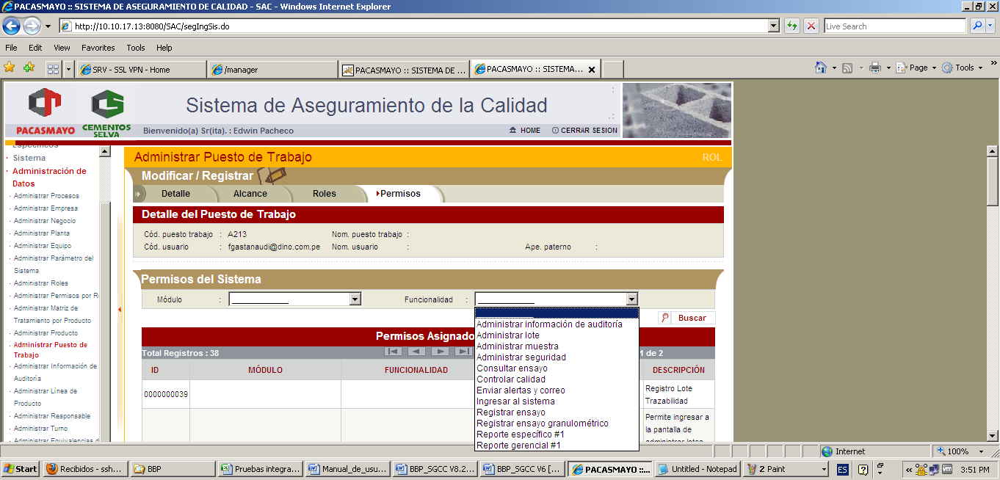 PACASMAYO :: SISTEMA DE ASEGURAMIENTO DE CALIDAD - SAC - Windows Internet Explorer
http://10.10.17.13:8080/SAC/segIngSis.do
Live Search
File Edit View Favorites Tools Help
SRV - SSL VPN - Home
/manager
PACASMAYO :: SISTEMA DE ...
PACASMAYO :: SISTEMA...
Page
Tools
PACASMAYO
CEMENTOS
SELVA
Sistema de Aseguramiento de la Calidad
Bienvenido(a) Sr(ita). : Edwin Pacheco
HOME
CERRAR SESION
Específicos
Sistema
Administración de
Datos
Administrar Procesos
Administrar Empresa
Administrar Negocio
Administrar Planta
Administrar Equipo
Administrar Parámetro del
Sistema
Administrar Roles
Administrar Permisos por R
Administrar Matriz de
Tratamiento por Producto
Administrar Producto
Administrar Puesto de
Trabajo
Administrar Información de
Auditoría
Administrar Línea de
Producto
Administrar Responsable
Administrar Turno
Administrar Equivalencias d
Administrar Puesto de Trabajo
ROL
Modificar / Registrar
Detalle
Alcance
Roles
Permisos
Detalle del Puesto de Trabajo
Cód. puesto trabajo : A213 Nom. puesto trabajo :
Cód. usuario : fgastanaudi@dino.com.pe Nom. usuario : Ape. paterno :
Permisos del Sistema
Módulo : Funcionalidad :
Administrar información de auditoría
Administrar lote
Administrar muestra
Administrar seguridad
Consultar ensayo
Controlar calidad
Enviar alertas y correo
Ingresar al sistema
Registrar ensayo
Registrar ensayo granulométrico
Reporte específico #1
Reporte gerencial #1
Buscar
Permisos Asignado
Total Registros : 38
1 de 2
ID MÓDULO FUNCIONALIDAD DESCRIPCIÓN
0000000039
Registro Lote
Trazabilidad
Permite ingresar a
la pantalla de
administrar lotes
Internet
100%
Start
Recibidos - ssh...
BBP
Pruebas integra...
Manual_de_usu...
BBP_SGCC V8.2...
BBP_SGCC V6 [...
PACASMAYO ::...
Untitled - Notepad
2 Paint
ES
3:51 PM